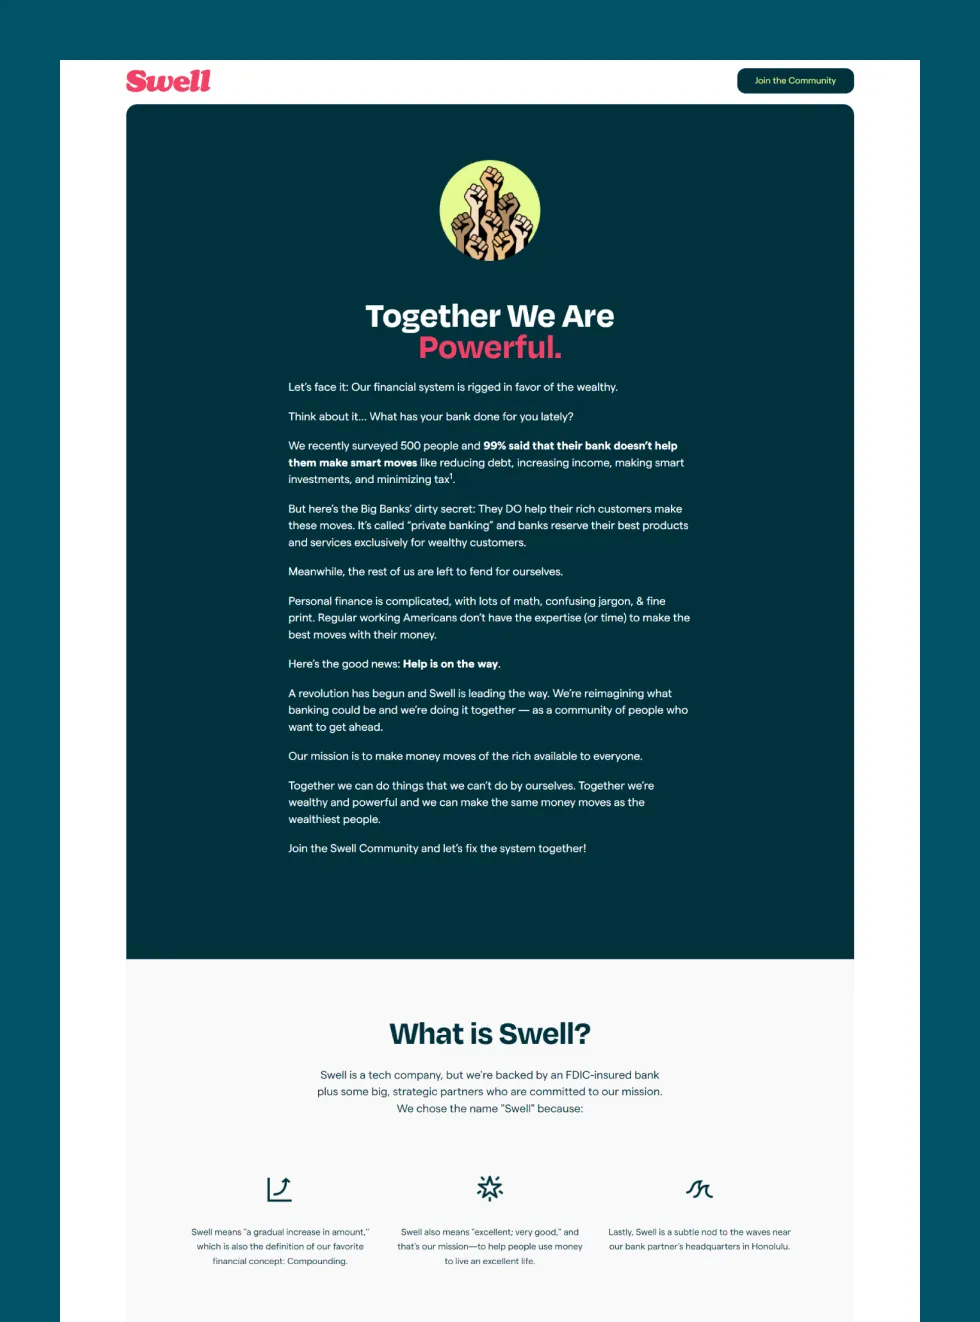 Swell
Join the Community
Together We Are
Powerful.
Let's face it: Our financial system is rigged in favor of the wealthy.
Think about it... What has your bank done for you lately?
We recently surveyed 500 people and 99% said that their bank doesn't help
them make smart moves like reducing debt, increasing income, making smart
investments, and minimizing tax¹.
But here's the Big Banks' dirty secret: They DO help their rich customers make
these moves. It's called "private banking" and banks reserve their best products
and services exclusively for wealthy customers.
Meanwhile, the rest of us are left to fend for ourselves.
Personal finance is complicated, with lots of math, confusing jargon, & fine
print. Regular working Americans don't have the expertise (or time) to make the
best moves with their money.
Here's the good news: Help is on the way.
A revolution has begun and Swell is leading the way. We're reimagining what
banking could be and we're doing it together — as a community of people who
want to get ahead.
Our mission is to make money moves of the rich available to everyone.
Together we can do things that we can't do by ourselves. Together we're
wealthy and powerful and we can make the same money moves as the
wealthiest people.
Join the Swell Community and let's fix the system together!
What is Swell?
Swell is a tech company, but we're backed by an FDIC-insured bank
plus some big, strategic partners who are committed to our mission.
We chose the name "Swell" because:
Swell means "a gradual increase in amount,"
which is also the definition of our favorite
financial concept: Compounding.
Swell also means "excellent; very good," and
that's our mission—to help people use money
to live an excellent life.
Lastly, Swell is a subtle nod to the waves near
our bank partner's headquarters in Honolulu.